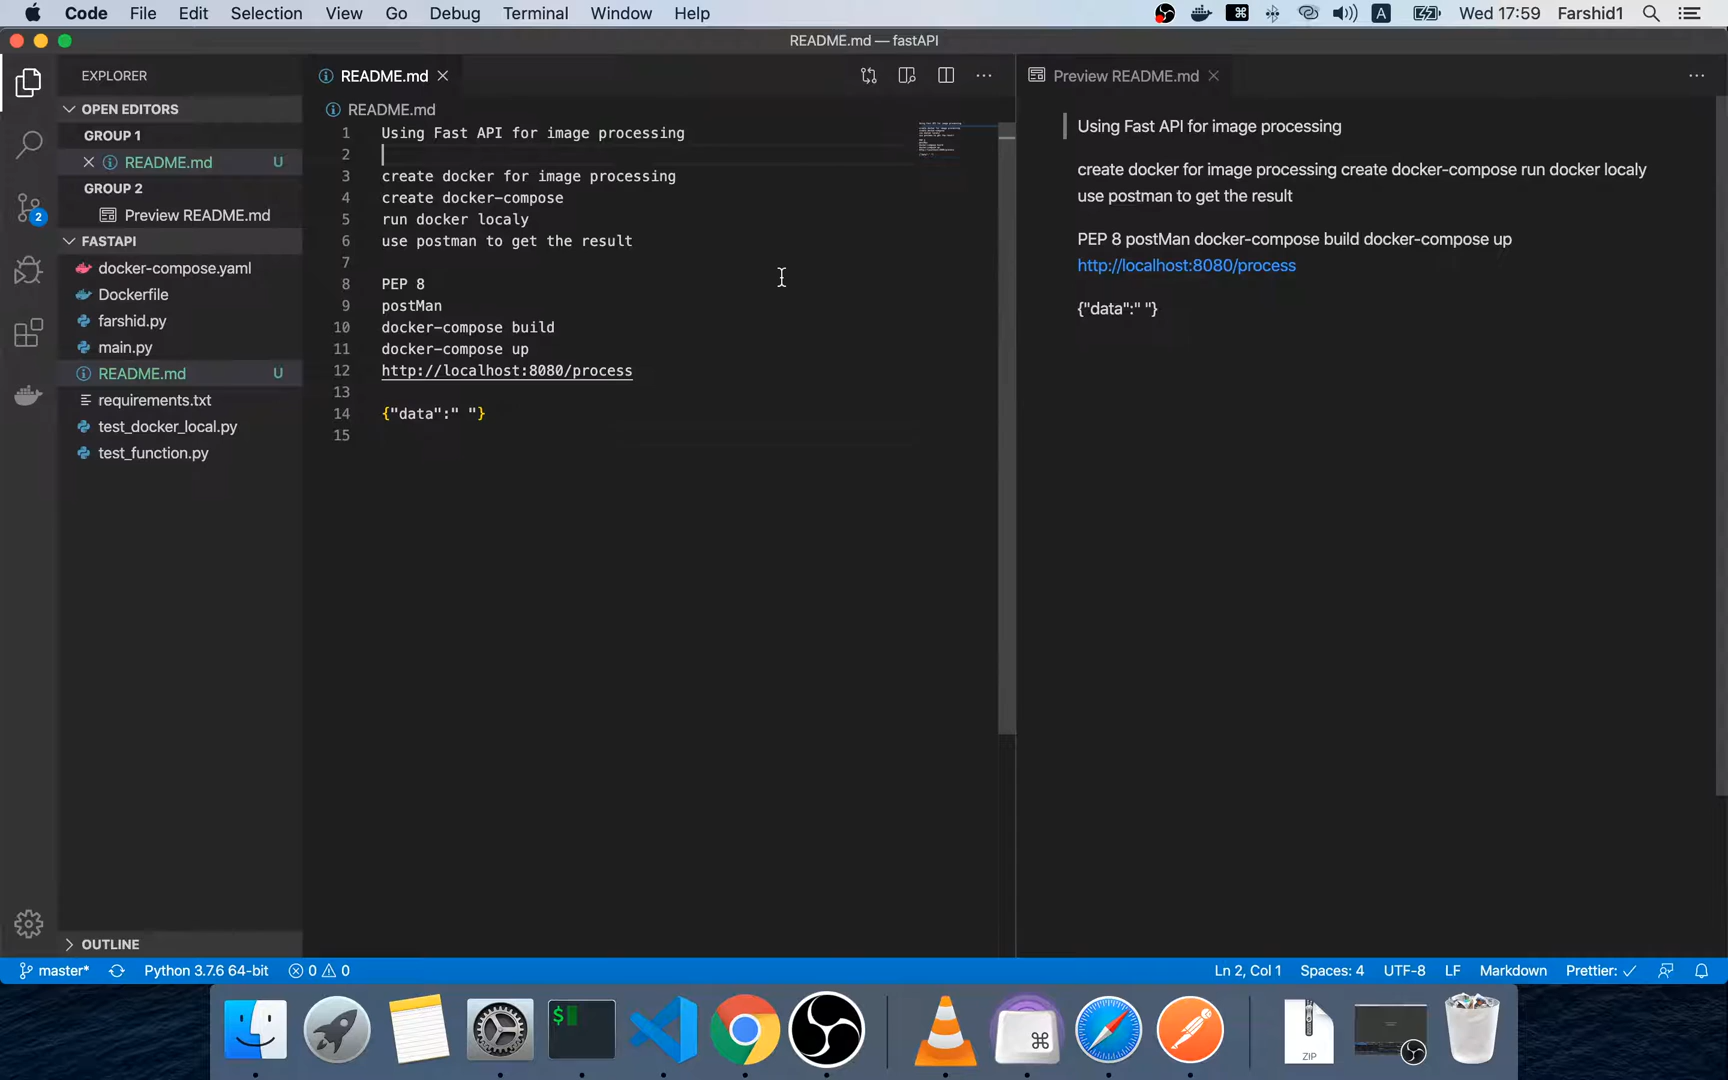 Code File Edit Selection View Go Debug Terminal Window Help
A Wed 17:59 Farshid1
README.md — fastAPI
EXPLORER
OPEN EDITORS
GROUP 1
README.md U
GROUP 2
Preview README.md
FASTAPI
docker-compose.yaml
Dockerfile
farshid.py
main.py
README.md U
requirements.txt
test_docker_local.py
test_function.py
OUTLINE
2
README.md
README.md
1 Using Fast API for image processing
2
3 create docker for image processing
4 create docker-compose
5 run docker localy
6 use postman to get the result
7
8 PEP 8
9 postMan
10 docker-compose build
11 docker-compose up
12 http://localhost:8080/process
13
14 {"data":" "}
15
Preview README.md
Using Fast API for image processing
create docker for image processing create docker-compose run docker localy
use postman to get the result
PEP 8 postMan docker-compose build docker-compose up
http://localhost:8080/process
{"data":" "}
master* Python 3.7.6 64-bit 0 0 Ln 2, Col 1 Spaces: 4 UTF-8 LF Markdown Prettier: ✓
$
⌘
ZIP